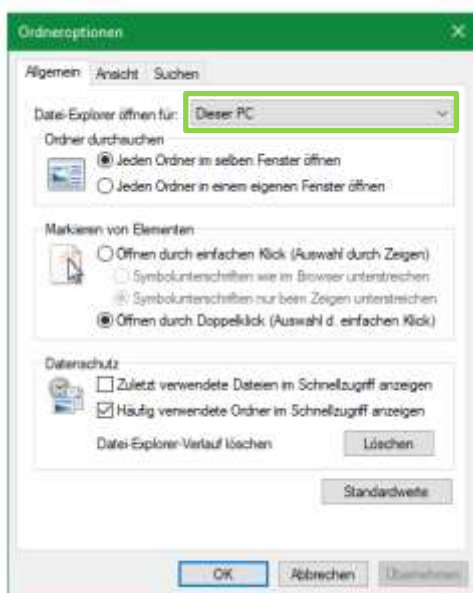 Ordneroptionen
Allgemein Ansicht Suchen
Datei-Explorer öffnen für: Dieser PC
Ordner durchsuchen
Jeden Ordner im selben Fenster öffnen
Jeden Ordner in einem eigenen Fenster öffnen
Markieren von Elementen
Öffnen durch einfachen Klick (Auswahl durch Zeigen)
Symbolunterschriften wie im Browser unterstreichen
Symbolunterschriften nur beim Zeigen unterstreichen
Öffnen durch Doppelklick (Auswahl d. einfachen Klick)
Datenschutz
Zuletzt verwendete Dateien im Schnellzugriff anzeigen
Häufig verwendete Ordner im Schnellzugriff anzeigen
Datei-Explorer-Verlauf löschen Löschen
Standardwerte
OK Abbrechen Übernehmen